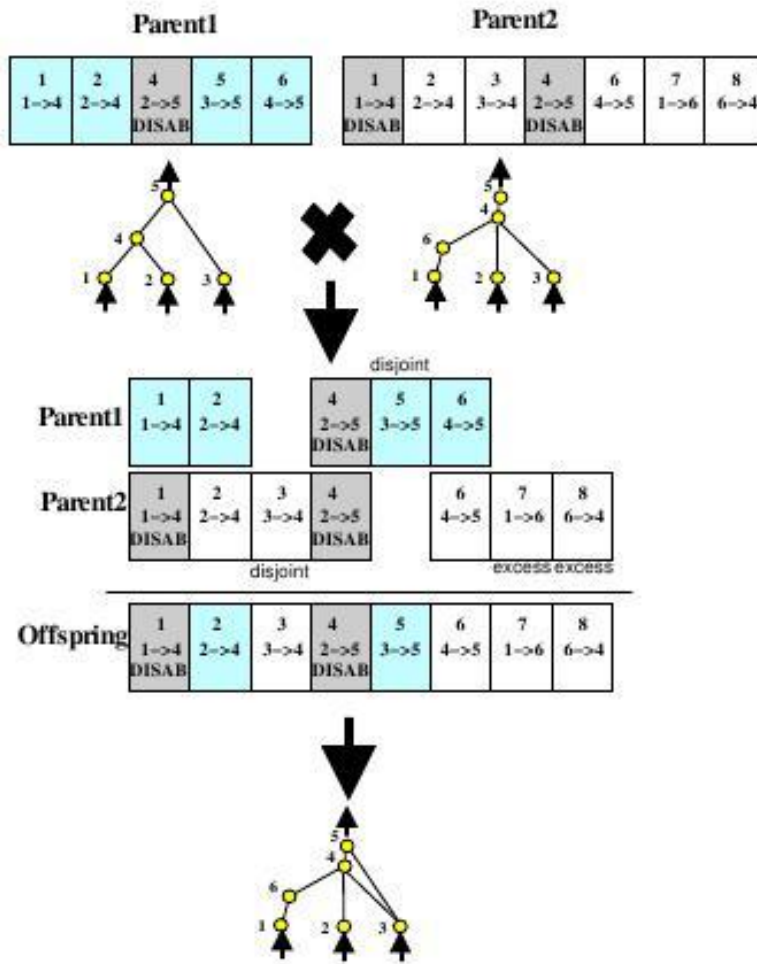 Parent1 Parent2
1 2 4 5 6 1 2 3 4 6 7 8
1->4 2->4 2->5 3->5 4->5 1->4 2->4 3->4 2->5 4->5 1->6 6->4
DISAB DISAB DISAB
5 5
4 4
6
1 2 3 1 2 3
disjoint
Parent1
1 2 4 5 6
1->4 2->4 2->5 3->5 4->5
DISAB
Parent2
1 2 3 4 6 7 8
1->4 2->4 3->4 2->5 4->5 1->6 6->4
DISAB DISAB
disjoint excess excess
Offspring
1 2 3 4 5 6 7 8
1->4 2->4 3->4 2->5 3->5 4->5 1->6 6->4
DISAB DISAB
5
4
6
1 2 3